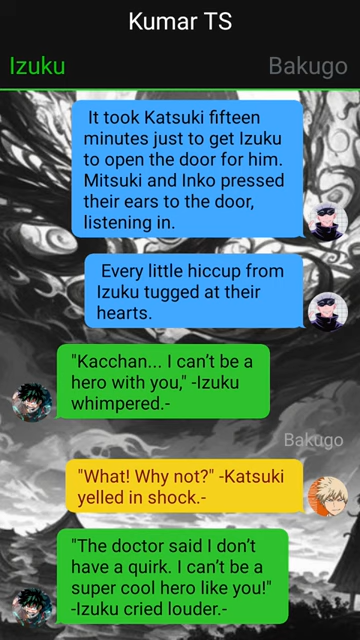 Kumar TS
Izuku
Bakugo
It took Katsuki fifteen
minutes just to get Izuku
to open the door for him.
Mitsuki and Inko pressed
their ears to the door,
listening in.
Every little hiccup from
Izuku tugged at their
hearts.
"Kacchan... I can't be a
hero with you," -Izuku
whimpered.-
Bakugo
"What! Why not?" -Katsuki
yelled in shock.-
"The doctor said I don't
have a quirk. I can't be a
super cool hero like you!"
-Izuku cried louder.-